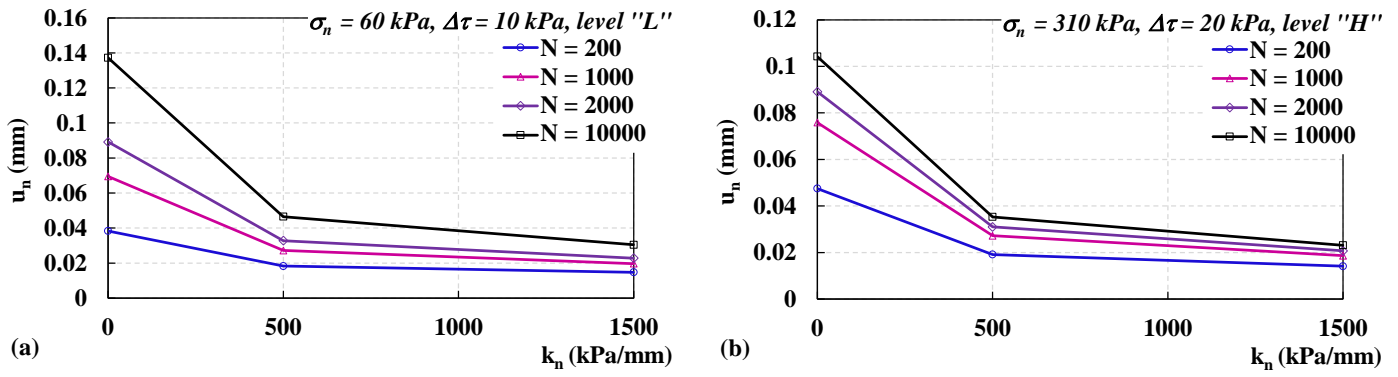 σn = 60 kPa, Δτ = 10 kPa, level "L"
N = 200
N = 1000
N = 2000
N = 10000
0.16
0.14
0.12
0.1
0.08
0.06
0.04
0.02
0
un (mm)
0 500 1000 1500
kn (kPa/mm)
(a)
σn = 310 kPa, Δτ = 20 kPa, level "H"
N = 200
N = 1000
N = 2000
N = 10000
0.12
0.1
0.08
0.06
0.04
0.02
0
un (mm)
0 500 1000 1500
kn (kPa/mm)
(b)